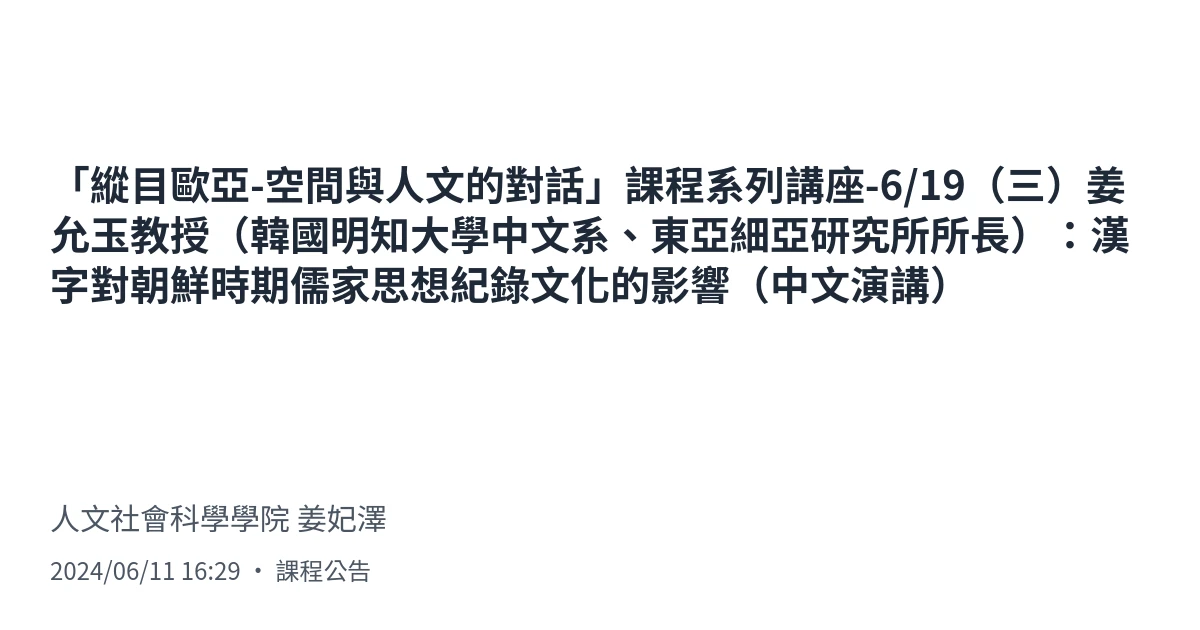 「縱目歐亞-空間與人文的對話」課程系列講座-6/19（三）姜
允玉教授（韓國明知大學中文系、東亞細亞研究所所長）：漢
字對朝鮮時期儒家思想紀錄文化的影響（中文演講）
人文社會科學學院 姜妃澤
2024/06/11 16:29 • 課程公告